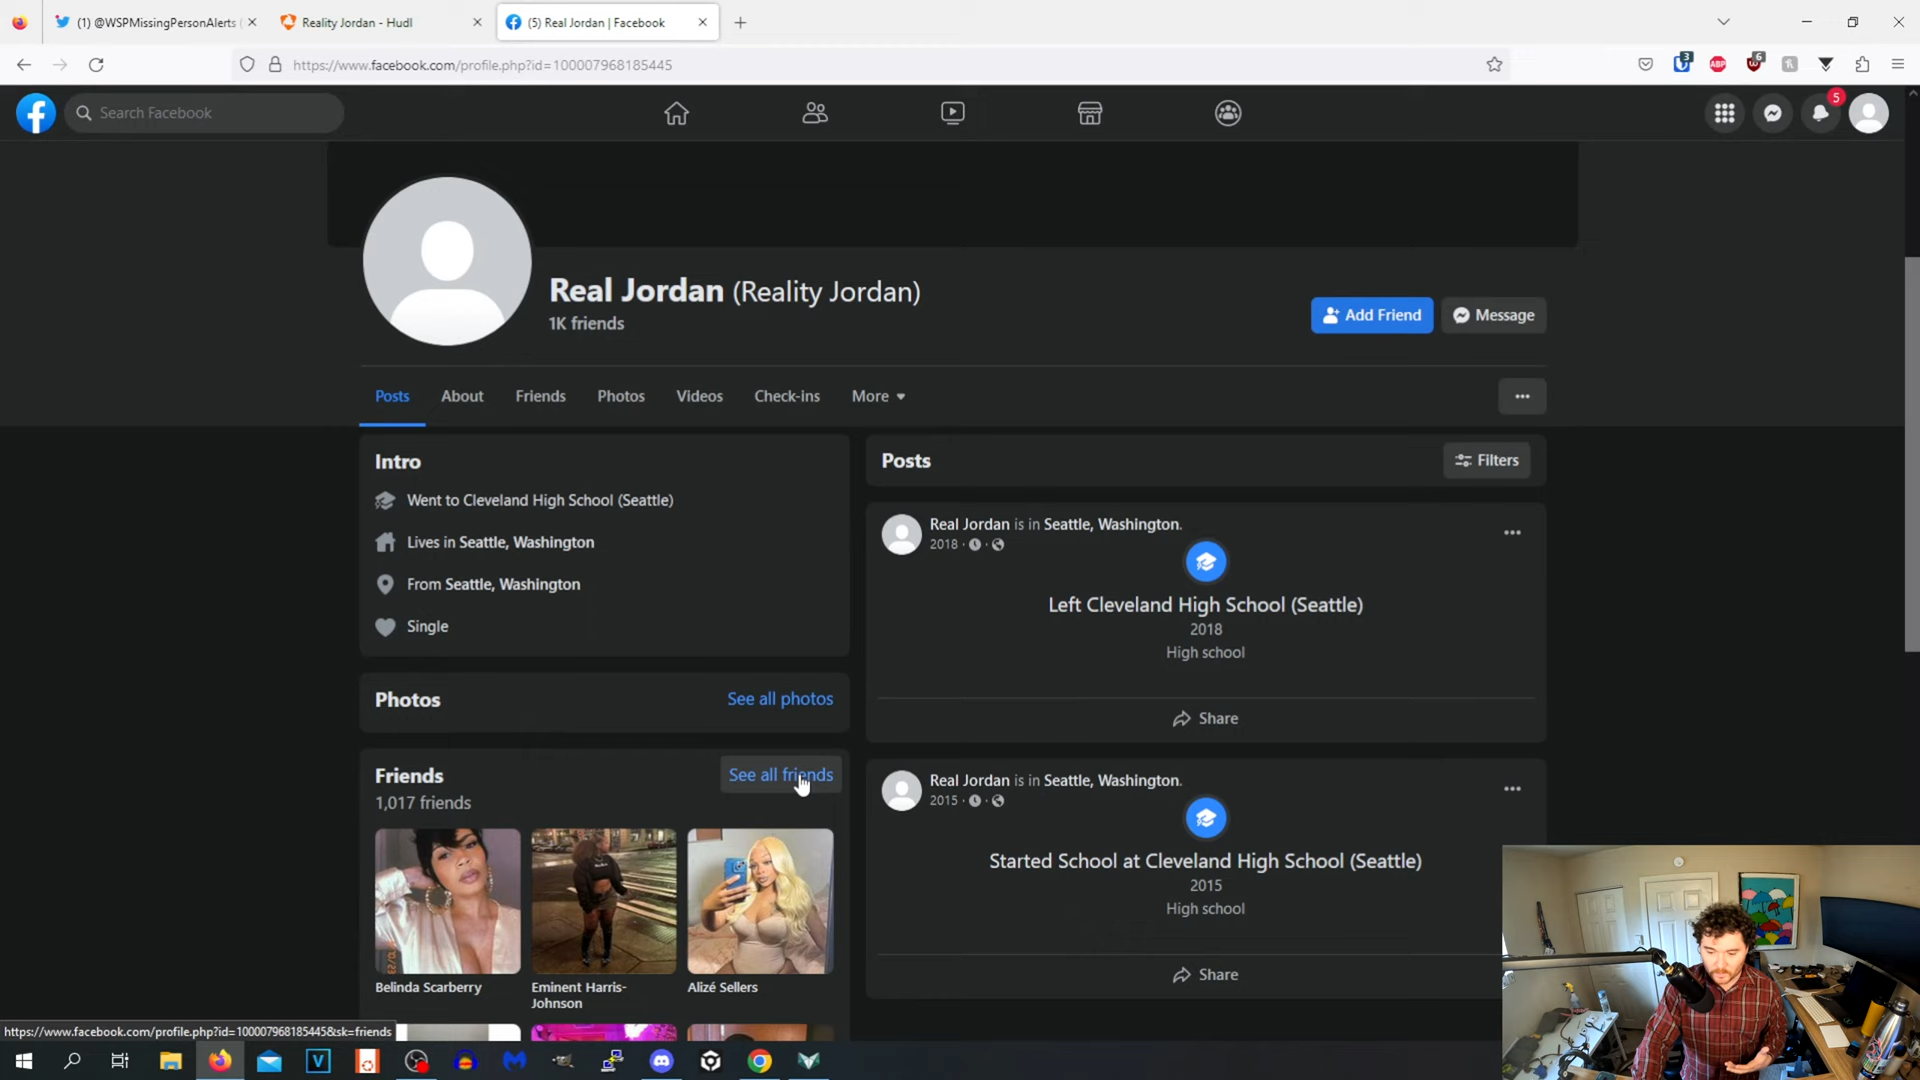 (1) @WSPMissingPersonAlerts (
Reality Jordan - Hudl
(5) Real Jordan | Facebook
https://www.facebook.com/profile.php?id=100007968185445
3
ABP
6
Search Facebook
5
Real Jordan (Reality Jordan)
1K friends
Add Friend
Message
Posts
About
Friends
Photos
Videos
Check-ins
More
Intro
Went to Cleveland High School (Seattle)
Lives in Seattle, Washington
From Seattle, Washington
Single
Photos
See all photos
Friends
See all friends
1,017 friends
Belinda Scarberry
Eminent Harris-
Johnson
Alizé Sellers
Posts
Filters
Real Jordan is in Seattle, Washington.
2018
Left Cleveland High School (Seattle)
2018
High school
Share
Real Jordan is in Seattle, Washington.
2015
Started School at Cleveland High School (Seattle)
2015
High school
Share
https://www.facebook.com/profile.php?id=100007968185445&sk=friends